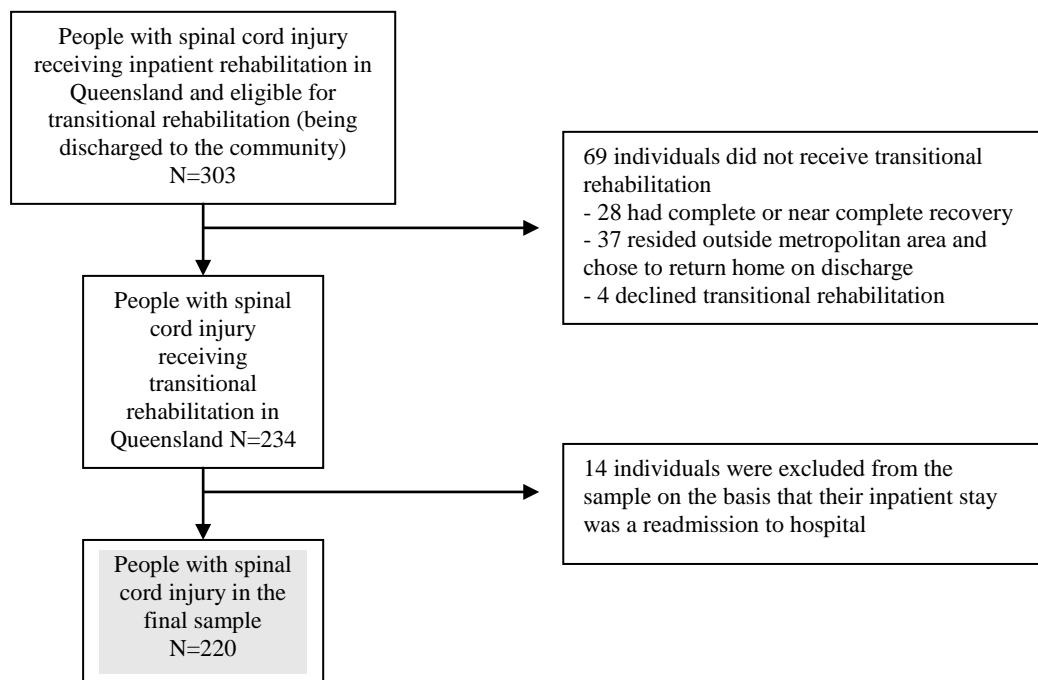 People with spinal cord injury
receiving inpatient rehabilitation in
Queensland and eligible for
transitional rehabilitation (being
discharged to the community)
N=303
69 individuals did not receive transitional
rehabilitation
- 28 had complete or near complete recovery
- 37 resided outside metropolitan area and
chose to return home on discharge
- 4 declined transitional rehabilitation
People with spinal
cord injury
receiving
transitional
rehabilitation in
Queensland N=234
14 individuals were excluded from the
sample on the basis that their inpatient stay
was a readmission to hospital
People with spinal
cord injury in the
final sample
N=220